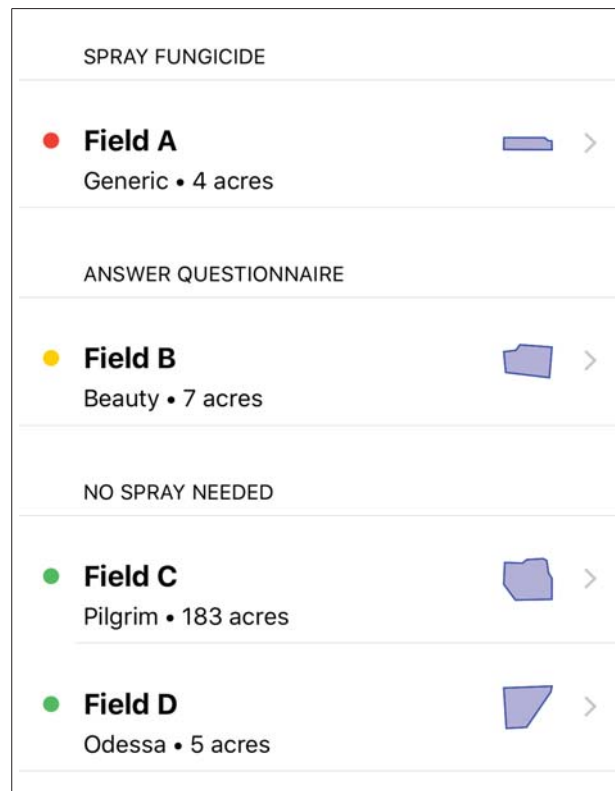 SPRAY FUNGICIDE
Field A
Generic • 4 acres
ANSWER QUESTIONNAIRE
Field B
Beauty • 7 acres
NO SPRAY NEEDED
Field C
Pilgrim • 183 acres
Field D
Odessa • 5 acres